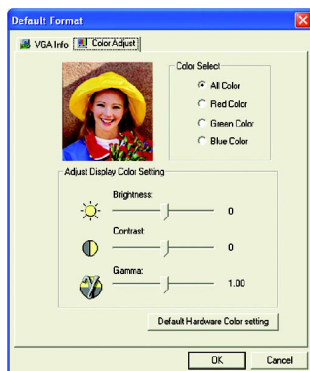 Default Format
VGA Info Color Adjust
Color Select
All Color
Red Color
Green Color
Blue Color
Adjust Display Color Setting
Brightness:
0
Contrast:
0
Gamma:
1.00
Default Hardware Color setting
OK Cancel